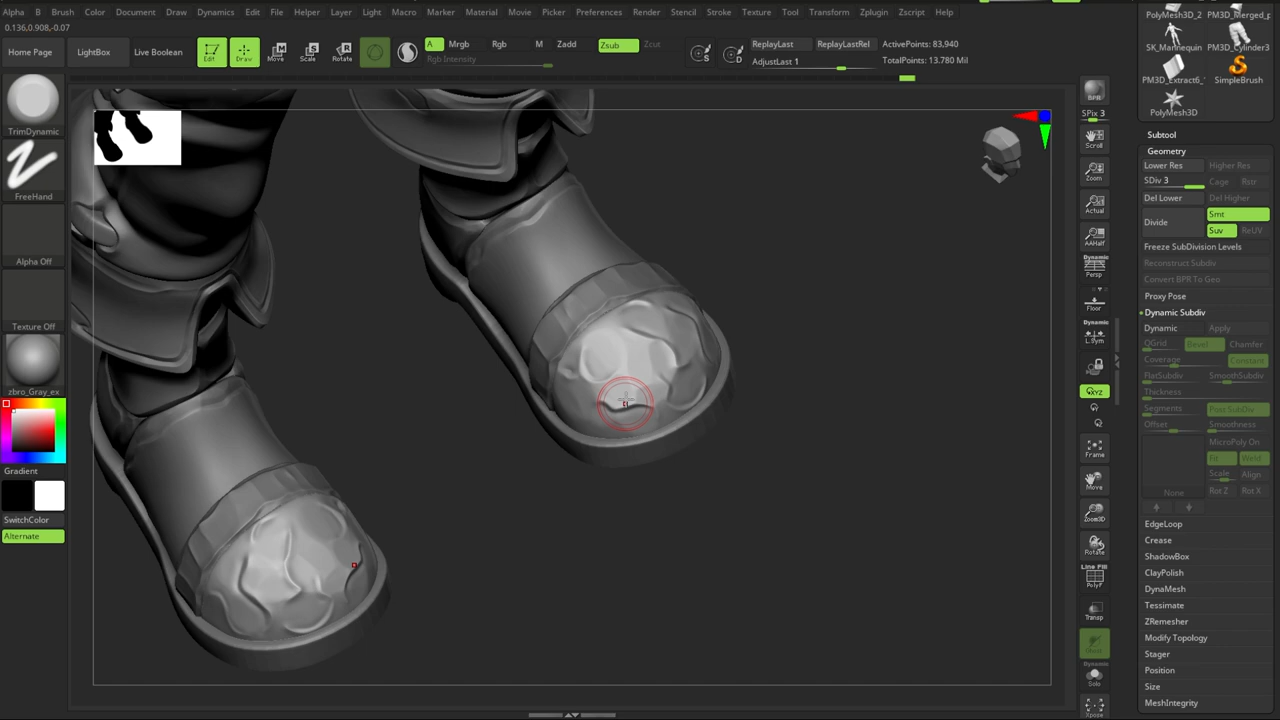 Alpha B Brush Color Document Draw Dynamics Edit File Helper Layer Light Macro Marker Material Movie Picker Preferences Render Stencil Stroke Texture Tool Transform Zplugin Zscript Help
0.136,0.908,-0.07
Home Page LightBox Live Boolean Edit Draw Move Scale Rotate A Mrgb Rgb M Zadd Zsub Zcut
Rgb Intensity
S D
ReplayLast ReplayLastRel ActivePoints: 83,940
AdjustLast 1 TotalPoints: 13.780 Mil
TrimDynamic
FreeHand
Alpha Off
Texture Off
zbro_Gray_ex
Gradient
SwitchColor
Alternate
BPR
SPix 3
Scroll
Zoom
Actual
AAHalf
Dynamic
Persp
Floor
Dynamic
L.Sym
XYZ
Frame
Move
Zoom3D
Rotate
Line Fill
PolyF
Transp
Ghost
Dynamic
Solo
Xpose
PolyMesh3D_2 PM3D_Merged_p
SK_Mannequin PM3D_Cylinder3
PM3D_Extract6_ SimpleBrush
PolyMesh3D
Subtool
Geometry
Lower Res Higher Res
SDiv 3 Cage Rstr
Del Lower Del Higher
Divide Smt
Suv ReUV
Freeze SubDivision Levels
Reconstruct Subdiv
Convert BPR To Geo
Proxy Pose
Dynamic Subdiv
Dynamic Apply
QGrid Bevel Chamfer
Coverage Constant
FlatSubdiv SmoothSubdiv
Thickness
Segments Post SubDiv
Offset Smoothness
MicroPoly On
Fit Weld
Scale Align
None Rot Z Rot X
EdgeLoop
Crease
ShadowBox
ClayPolish
DynaMesh
Tessimate
ZRemesher
Modify Topology
Stager
Position
Size
MeshIntegrity